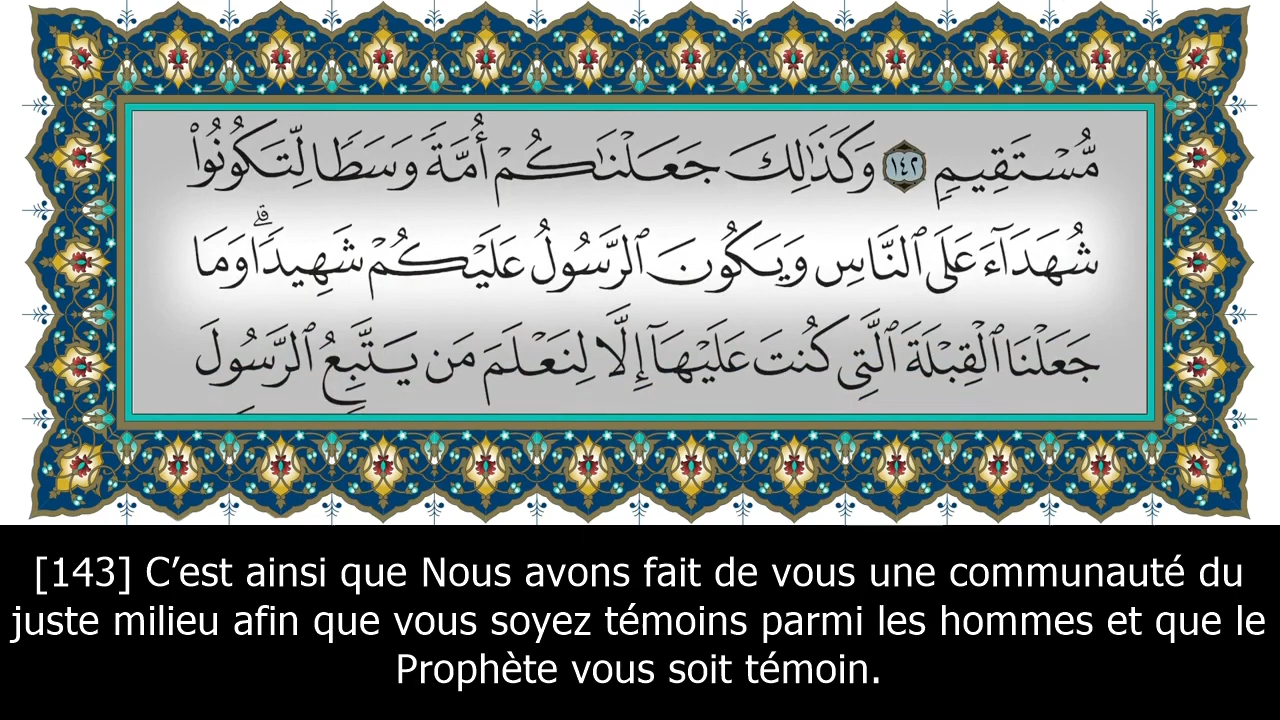 مُّسْتَقِيمٍ ١٤٢ وَكَذَٰلِكَ جَعَلْنَٰكُمْ أُمَّةً وَسَطًا لِّتَكُونُوا۟
شُهَدَآءَ عَلَى ٱلنَّاسِ وَيَكُونَ ٱلرَّسُولُ عَلَيْكُمْ شَهِيدًا ۗ وَمَا
جَعَلْنَا ٱلْقِبْلَةَ ٱلَّتِى كُنتَ عَلَيْهَآ إِلَّا لِنَعْلَمَ مَن يَتَّبِعُ ٱلرَّسُولَ
[143] C’est ainsi que Nous avons fait de vous une communauté du
juste milieu afin que vous soyez témoins parmi les hommes et que le
Prophète vous soit témoin.